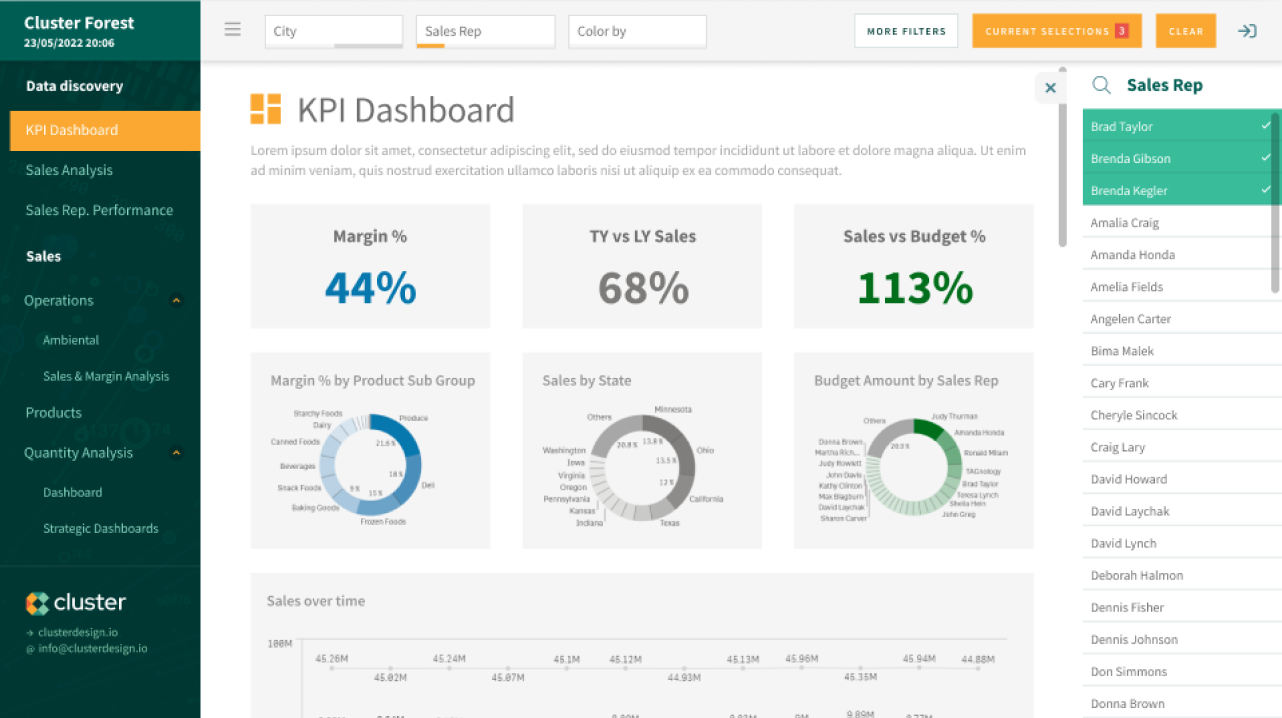 Cluster Forest
23/05/2022 20:06
Data discovery
KPI Dashboard
Sales Analysis
Sales Rep. Performance
Sales
Operations
Ambiental
Sales & Margin Analysis
Products
Quantity Analysis
Dashboard
Strategic Dashboards
cluster
clusterdesign.io
@ info@clusterdesign.io
City
Sales Rep
Color by
MORE FILTERS
CURRENT SELECTIONS 3
CLEAR
KPI Dashboard
Lorem ipsum dolor sit amet, consectetur adipiscing elit, sed do eiusmod tempor incididunt ut labore et dolore magna aliqua. Ut enim
ad minim veniam, quis nostrud exercitation ullamco laboris nisi ut aliquip ex ea commodo consequat.
Margin %
44%
TY vs LY Sales
68%
Sales vs Budget %
113%
Margin % by Product Sub Group
Starchy Foods
Dairy
Canned Foods
Beverages
Snack Foods
Baking Goods
Frozen Foods
Deli
Produce
21.6 %
18 %
15 %
9 %
Sales by State
Others
Minnesota
Ohio
California
Texas
Indiana
Kansas
Pennsylvania
Oregon
Virginia
Iowa
Washington
20.8 %
13.8 %
13.5 %
12 %
Budget Amount by Sales Rep
Others
Judy Thurman
Amanda Honda
Ronald Milam
TAGnology
Brad Taylor
Teresa Lynch
Sheila Hein
John Greg
Sharon Carver
David Laychak
Max Blagburn
Kathy Clinton
John Davis
Judy Rowlett
Martha Rich...
Donna Brown
Sales over time
100M
45.26M
45.02M
45.24M
45.07M
45.1M
45.12M
44.93M
45.13M
45.96M
45.35M
45.94M
44.88M
9.89M
Sales Rep
Brad Taylor
Brenda Gibson
Brenda Kegler
Amalia Craig
Amanda Honda
Amelia Fields
Angelen Carter
Bima Malek
Cary Frank
Cheryle Sincock
Craig Lary
David Howard
David Laychak
David Lynch
Deborah Halmon
Dennis Fisher
Dennis Johnson
Don Simmons
Donna Brown